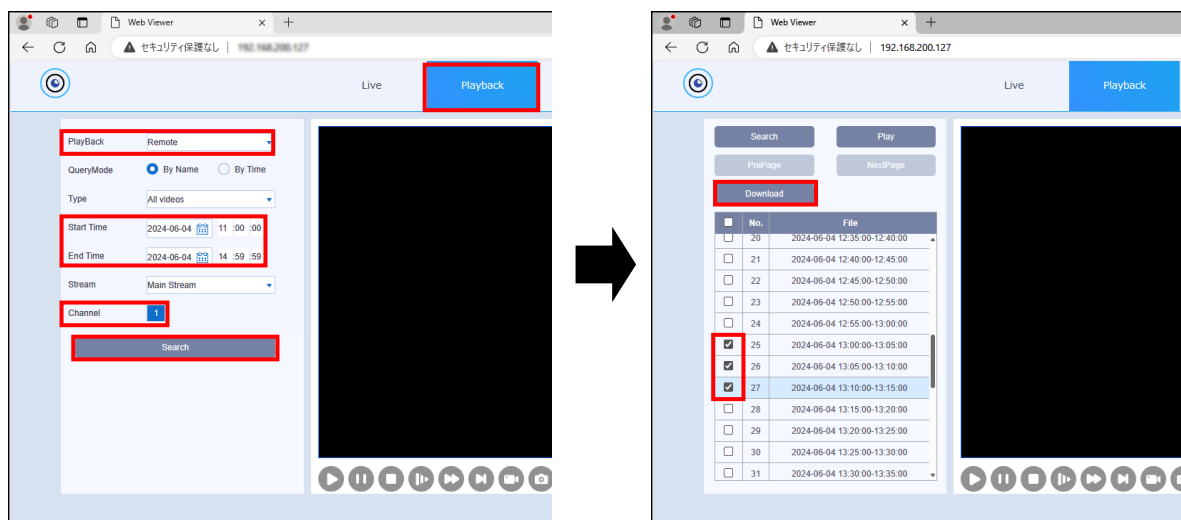 Web Viewer
セキュリティ保護なし | 192.168.200.127
Live Playback
PlayBack Remote
QueryMode By Name By Time
Type All videos
Start Time 2024-06-04 11 :00 :00
End Time 2024-06-04 14 :59 :59
Stream Main Stream
Channel 1
Search
Web Viewer
セキュリティ保護なし | 192.168.200.127
Live Playback
Search Play
PrePage NextPage
Download
No. File
20 2024-06-04 12:35:00-12:40:00
21 2024-06-04 12:40:00-12:45:00
22 2024-06-04 12:45:00-12:50:00
23 2024-06-04 12:50:00-12:55:00
24 2024-06-04 12:55:00-13:00:00
25 2024-06-04 13:00:00-13:05:00
26 2024-06-04 13:05:00-13:10:00
27 2024-06-04 13:10:00-13:15:00
28 2024-06-04 13:15:00-13:20:00
29 2024-06-04 13:20:00-13:25:00
30 2024-06-04 13:25:00-13:30:00
31 2024-06-04 13:30:00-13:35:00